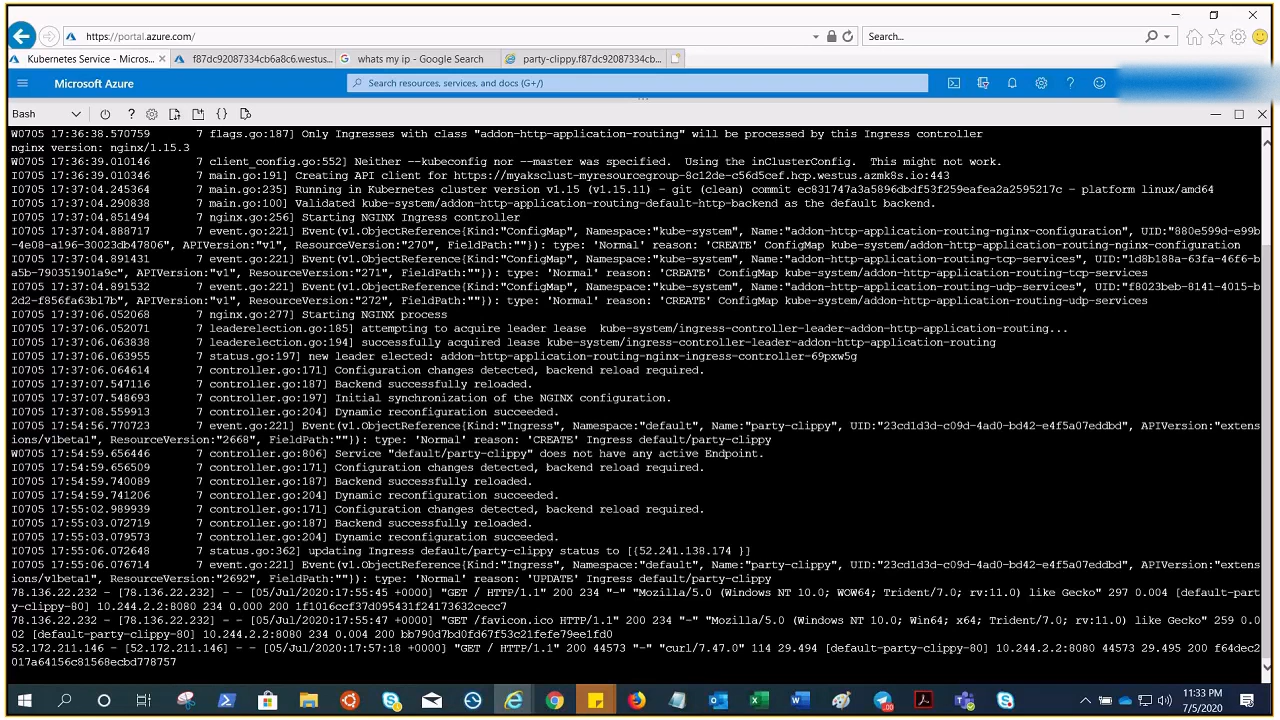 https://portal.azure.com/
Search...
Kubernetes Service - Micros...
f87dc92087334cb6a8c6.westus...
whats my ip - Google Search
party-clippy.f87dc92087334cb...
Microsoft Azure
Search resources, services, and docs (G+/)
Bash
W0705 17:36:38.570759 7 flags.go:187] Only Ingresses with class "addon-http-application-routing" will be processed by this Ingress controller
nginx version: nginx/1.15.3
W0705 17:36:39.010146 7 client_config.go:552] Neither --kubeconfig nor --master was specified. Using the inClusterConfig. This might not work.
I0705 17:36:39.010346 7 main.go:191] Creating API client for https://myaksclust-myresourcegroup-8c12de-c56d5cef.hcp.westus.azmk8s.io:443
I0705 17:37:04.245364 7 main.go:235] Running in Kubernetes cluster version v1.15 (v1.15.11) - git (clean) commit ec831747a3a5896dbdf53f259eafea2a2595217c - platform linux/amd64
I0705 17:37:04.290838 7 main.go:100] Validated kube-system/addon-http-application-routing-default-http-backend as the default backend.
I0705 17:37:04.851494 7 nginx.go:256] Starting NGINX Ingress controller
I0705 17:37:04.888717 7 event.go:221] Event(v1.ObjectReference{Kind:"ConfigMap", Namespace:"kube-system", Name:"addon-http-application-routing-nginx-configuration", UID:"880e599d-e99b
-4e08-a196-30023db47806", APIVersion:"v1", ResourceVersion:"270", FieldPath:""}): type: 'Normal' reason: 'CREATE' ConfigMap kube-system/addon-http-application-routing-nginx-configuration
I0705 17:37:04.891431 7 event.go:221] Event(v1.ObjectReference{Kind:"ConfigMap", Namespace:"kube-system", Name:"addon-http-application-routing-tcp-services", UID:"1d8b188a-63fa-46f6-b
a5b-790351901a9c", APIVersion:"v1", ResourceVersion:"271", FieldPath:""}): type: 'Normal' reason: 'CREATE' ConfigMap kube-system/addon-http-application-routing-tcp-services
I0705 17:37:04.891532 7 event.go:221] Event(v1.ObjectReference{Kind:"ConfigMap", Namespace:"kube-system", Name:"addon-http-application-routing-udp-services", UID:"f8023beb-8141-4015-b
2d2-f856fa63b17b", APIVersion:"v1", ResourceVersion:"272", FieldPath:""}): type: 'Normal' reason: 'CREATE' ConfigMap kube-system/addon-http-application-routing-udp-services
I0705 17:37:06.052068 7 nginx.go:277] Starting NGINX process
I0705 17:37:06.052071 7 leaderelection.go:185] attempting to acquire leader lease kube-system/ingress-controller-leader-addon-http-application-routing...
I0705 17:37:06.063838 7 leaderelection.go:194] successfully acquired lease kube-system/ingress-controller-leader-addon-http-application-routing
I0705 17:37:06.063955 7 status.go:197] new leader elected: addon-http-application-routing-nginx-ingress-controller-69pxw5g
I0705 17:37:06.064614 7 controller.go:171] Configuration changes detected, backend reload required.
I0705 17:37:07.547116 7 controller.go:187] Backend successfully reloaded.
I0705 17:37:07.548693 7 controller.go:197] Initial synchronization of the NGINX configuration.
I0705 17:37:08.559913 7 controller.go:204] Dynamic reconfiguration succeeded.
I0705 17:54:56.770723 7 event.go:221] Event(v1.ObjectReference{Kind:"Ingress", Namespace:"default", Name:"party-clippy", UID:"23cd1d3d-c09d-4ad0-bd42-e4f5a07eddbd", APIVersion:"extens
ions/v1beta1", ResourceVersion:"2668", FieldPath:""}): type: 'Normal' reason: 'CREATE' Ingress default/party-clippy
W0705 17:54:59.656446 7 controller.go:806] Service "default/party-clippy" does not have any active Endpoint.
I0705 17:54:59.656509 7 controller.go:171] Configuration changes detected, backend reload required.
I0705 17:54:59.740089 7 controller.go:187] Backend successfully reloaded.
I0705 17:54:59.741206 7 controller.go:204] Dynamic reconfiguration succeeded.
I0705 17:55:02.989939 7 controller.go:171] Configuration changes detected, backend reload required.
I0705 17:55:03.072719 7 controller.go:187] Backend successfully reloaded.
I0705 17:55:03.079573 7 controller.go:204] Dynamic reconfiguration succeeded.
I0705 17:55:06.072648 7 status.go:362] updating Ingress default/party-clippy status to [{52.241.138.174 }]
I0705 17:55:06.076714 7 event.go:221] Event(v1.ObjectReference{Kind:"Ingress", Namespace:"default", Name:"party-clippy", UID:"23cd1d3d-c09d-4ad0-bd42-e4f5a07eddbd", APIVersion:"extens
ions/v1beta1", ResourceVersion:"2692", FieldPath:""}): type: 'Normal' reason: 'UPDATE' Ingress default/party-clippy
78.136.22.232 - [78.136.22.232] - - [05/Jul/2020:17:55:45 +0000] "GET / HTTP/1.1" 200 234 "-" "Mozilla/5.0 (Windows NT 10.0; WOW64; Trident/7.0; rv:11.0) like Gecko" 297 0.004 [default-part
y-clippy-80] 10.244.2.2:8080 234 0.000 200 1f1016ccf37d095431f24173632cecc7
78.136.22.232 - [78.136.22.232] - - [05/Jul/2020:17:55:47 +0000] "GET /favicon.ico HTTP/1.1" 200 234 "-" "Mozilla/5.0 (Windows NT 10.0; Win64; x64; Trident/7.0; rv:11.0) like Gecko" 259 0.0
02 [default-party-clippy-80] 10.244.2.2:8080 234 0.004 200 bb790d7bd0fd67f53c21fefe79ee1fd0
52.172.211.146 - [52.172.211.146] - - [05/Jul/2020:17:57:18 +0000] "GET / HTTP/1.1" 200 44573 "-" "curl/7.47.0" 114 29.494 [default-party-clippy-80] 10.244.2.2:8080 44573 29.495 200 f64dec2
017a64156c81568ecbd778757
11:33 PM
7/5/2020